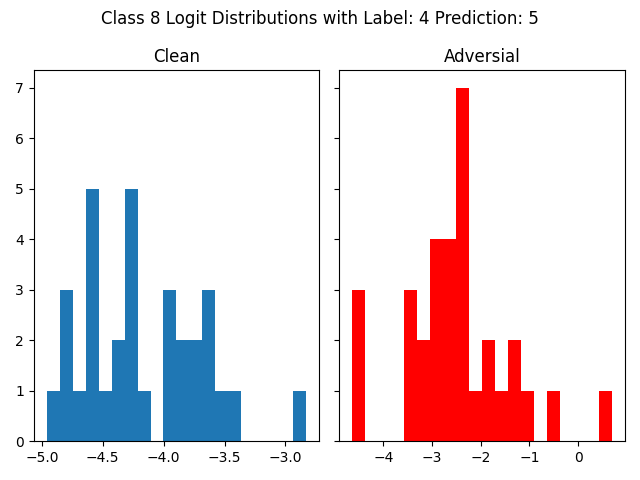 Class 8 Logit Distributions with Label: 4 Prediction: 5
Clean
Adversial
7
6
5
4
3
2
1
0
−5.0 −4.5 −4.0 −3.5 −3.0
−4 −3 −2 −1 0